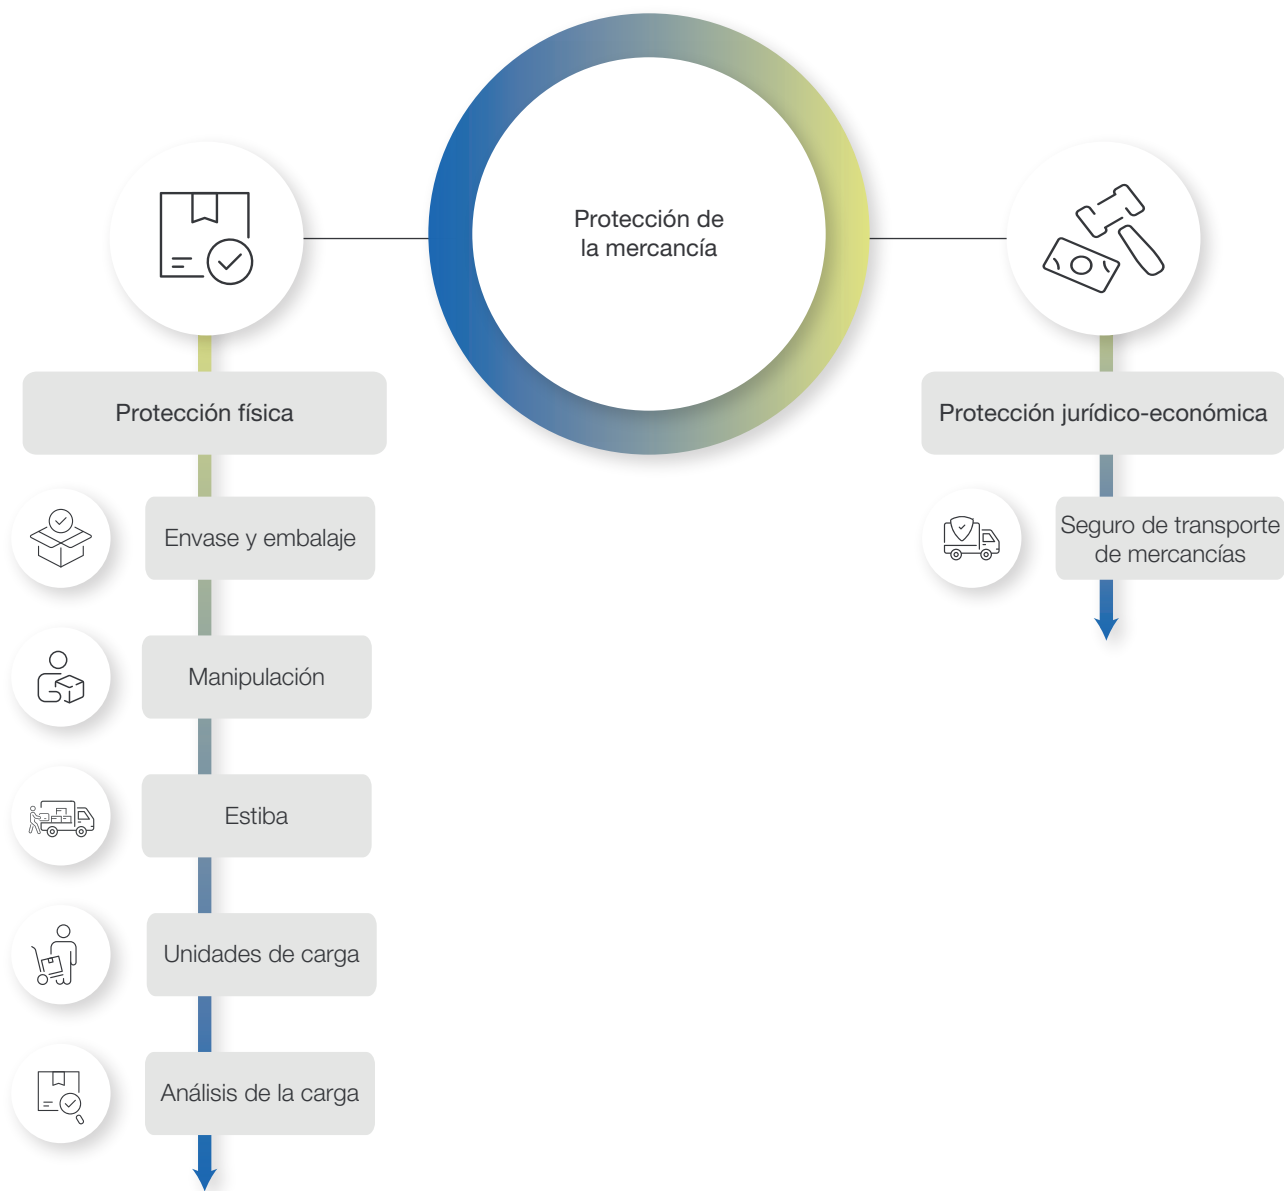 Protección de
la mercancía
Protección física
Envase y embalaje
Manipulación
Estiba
Unidades de carga
Análisis de la carga
Protección jurídico-económica
Seguro de transporte
de mercancías